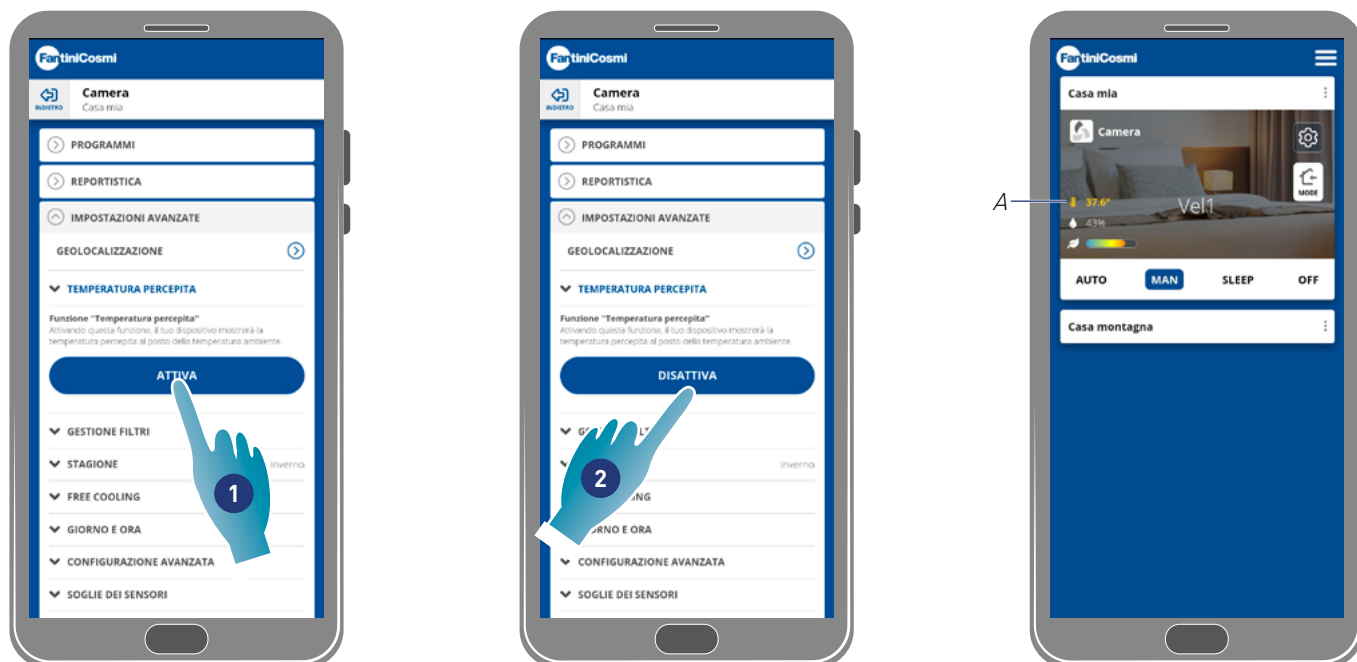 FantiniCosmi
INDIETRO
Camera
Casa mia
PROGRAMMI
REPORTISTICA
IMPOSTAZIONI AVANZATE
GEOLOCALIZZAZIONE
TEMPERATURA PERCEPITA
Funzione "Temperatura percepita"
Attivando questa funzione, il tuo dispositivo mostrerà la
temperatura percepita al posto della temperatura ambiente.
ATTIVA
GESTIONE FILTRI
STAGIONE inverno
FREE COOLING
GIORNO E ORA
CONFIGURAZIONE AVANZATA
SOGLIE DEI SENSORI
1
FantiniCosmi
INDIETRO
Camera
Casa mia
PROGRAMMI
REPORTISTICA
IMPOSTAZIONI AVANZATE
GEOLOCALIZZAZIONE
TEMPERATURA PERCEPITA
Funzione "Temperatura percepita"
Attivando questa funzione, il tuo dispositivo mostrerà la
temperatura percepita al posto della temperatura ambiente.
DISATTIVA
inverno
ORA
CONFIGURAZIONE AVANZATA
SOGLIE DEI SENSORI
2
FantiniCosmi
Casa mia
Camera
MODE
A
37.6°
Vel1
43%
AUTO MAN SLEEP OFF
Casa montagna